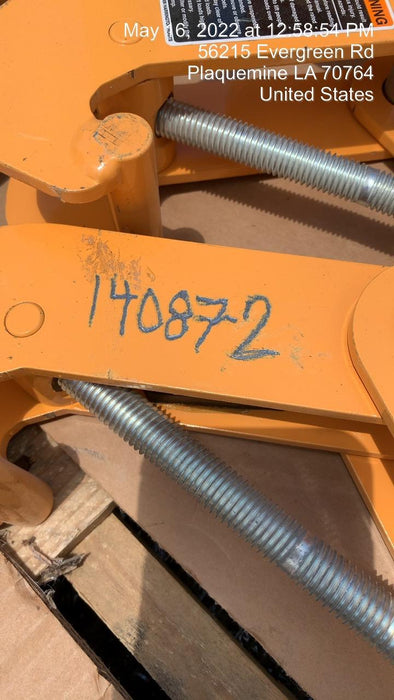 May 16, 2022 at 12:58:54 PM
56215 Evergreen Rd
Plaquemine LA 70764
United States
140872